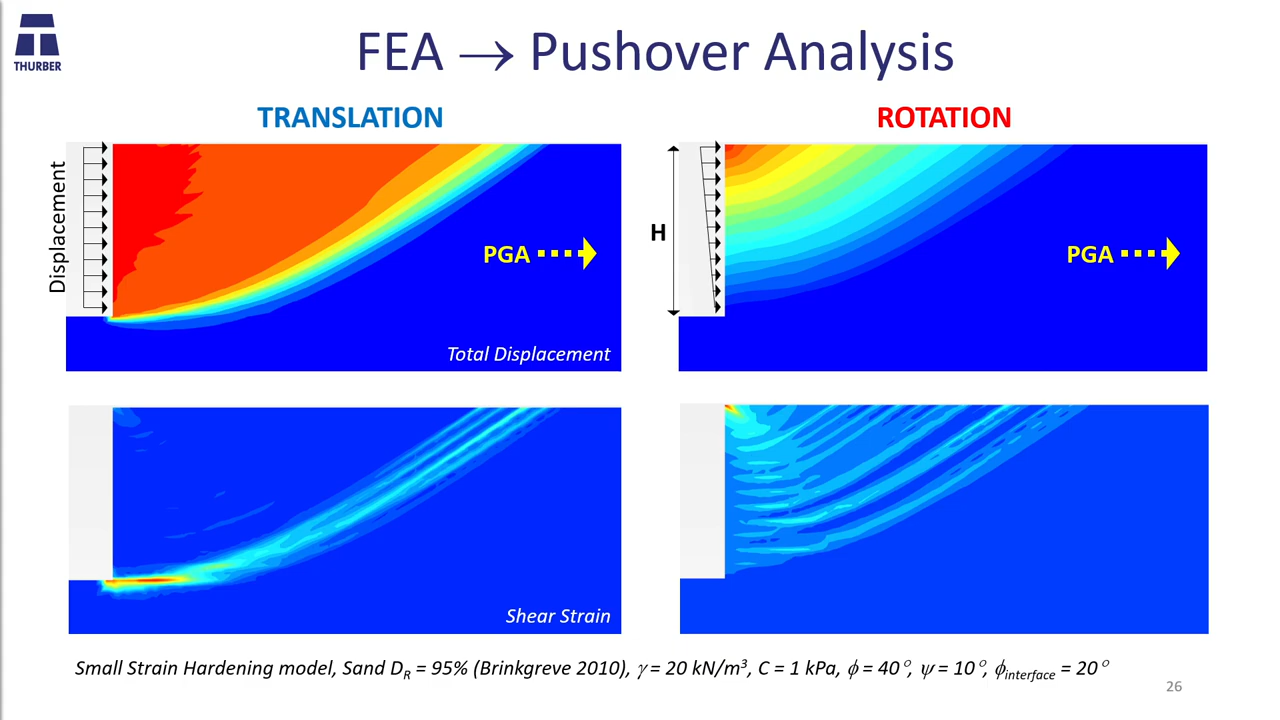 THURBER
FEA → Pushover Analysis
TRANSLATION
ROTATION
Displacement
PGA
Total Displacement
H
PGA
Shear Strain
Small Strain Hardening model, Sand D_R = 95% (Brinkgreve 2010), γ = 20 kN/m³, C = 1 kPa, ϕ = 40°, ψ = 10°, ϕ_interface = 20°
26